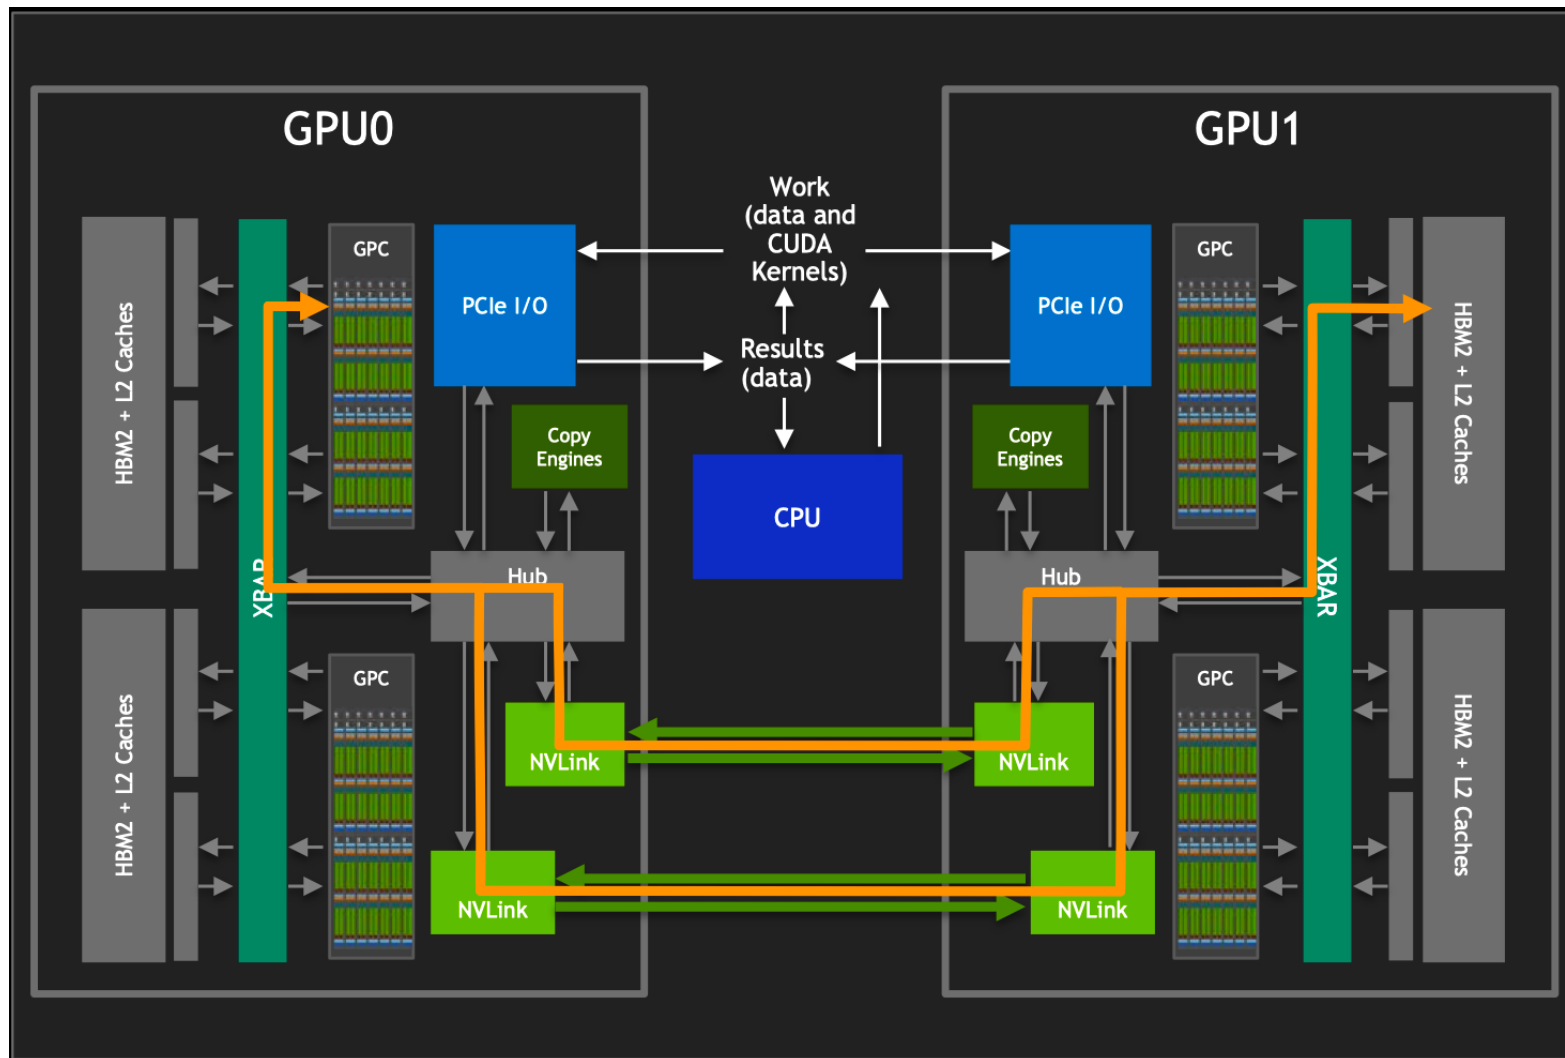 GPU0
GPU1
Work
(data and
CUDA
Kernels)
Results
(data)
CPU
HBM2 + L2 Caches
HBM2 + L2 Caches
XBAR
GPC
GPC
PCIe I/O
Copy
Engines
Hub
NVLink
NVLink
PCIe I/O
Copy
Engines
Hub
NVLink
NVLink
GPC
GPC
XBAR
HBM2 + L2 Caches
HBM2 + L2 Caches